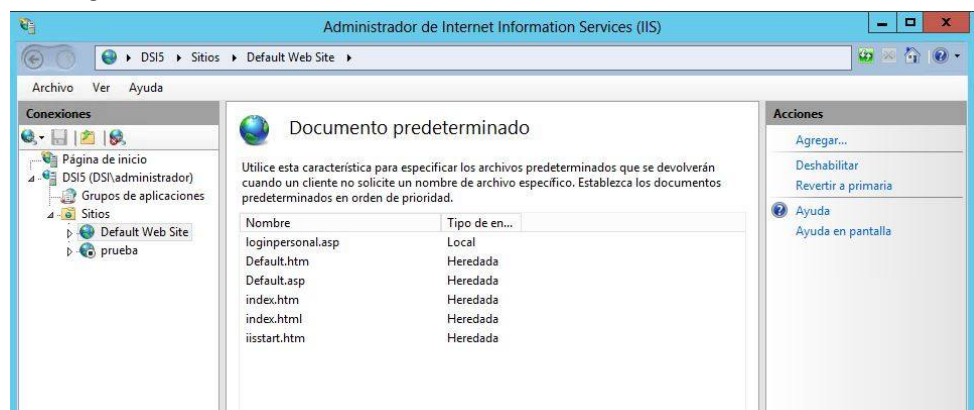 Administrador de Internet Information Services (IIS)
DSI5 Sitios Default Web Site
Archivo Ver Ayuda
Conexiones
Página de inicio
DSI5 (DSI\administrador)
Grupos de aplicaciones
Sitios
Default Web Site
prueba
Documento predeterminado
Utilice esta característica para especificar los archivos predeterminados que se devolverán
cuando un cliente no solicite un nombre de archivo específico. Establezca los documentos
predeterminados en orden de prioridad.
Nombre Tipo de en...
loginpersonal.asp Local
Default.htm Heredada
Default.asp Heredada
index.htm Heredada
index.html Heredada
iisstart.htm Heredada
Acciones
Agregar...
Deshabilitar
Revertir a primaria
Ayuda
Ayuda en pantalla